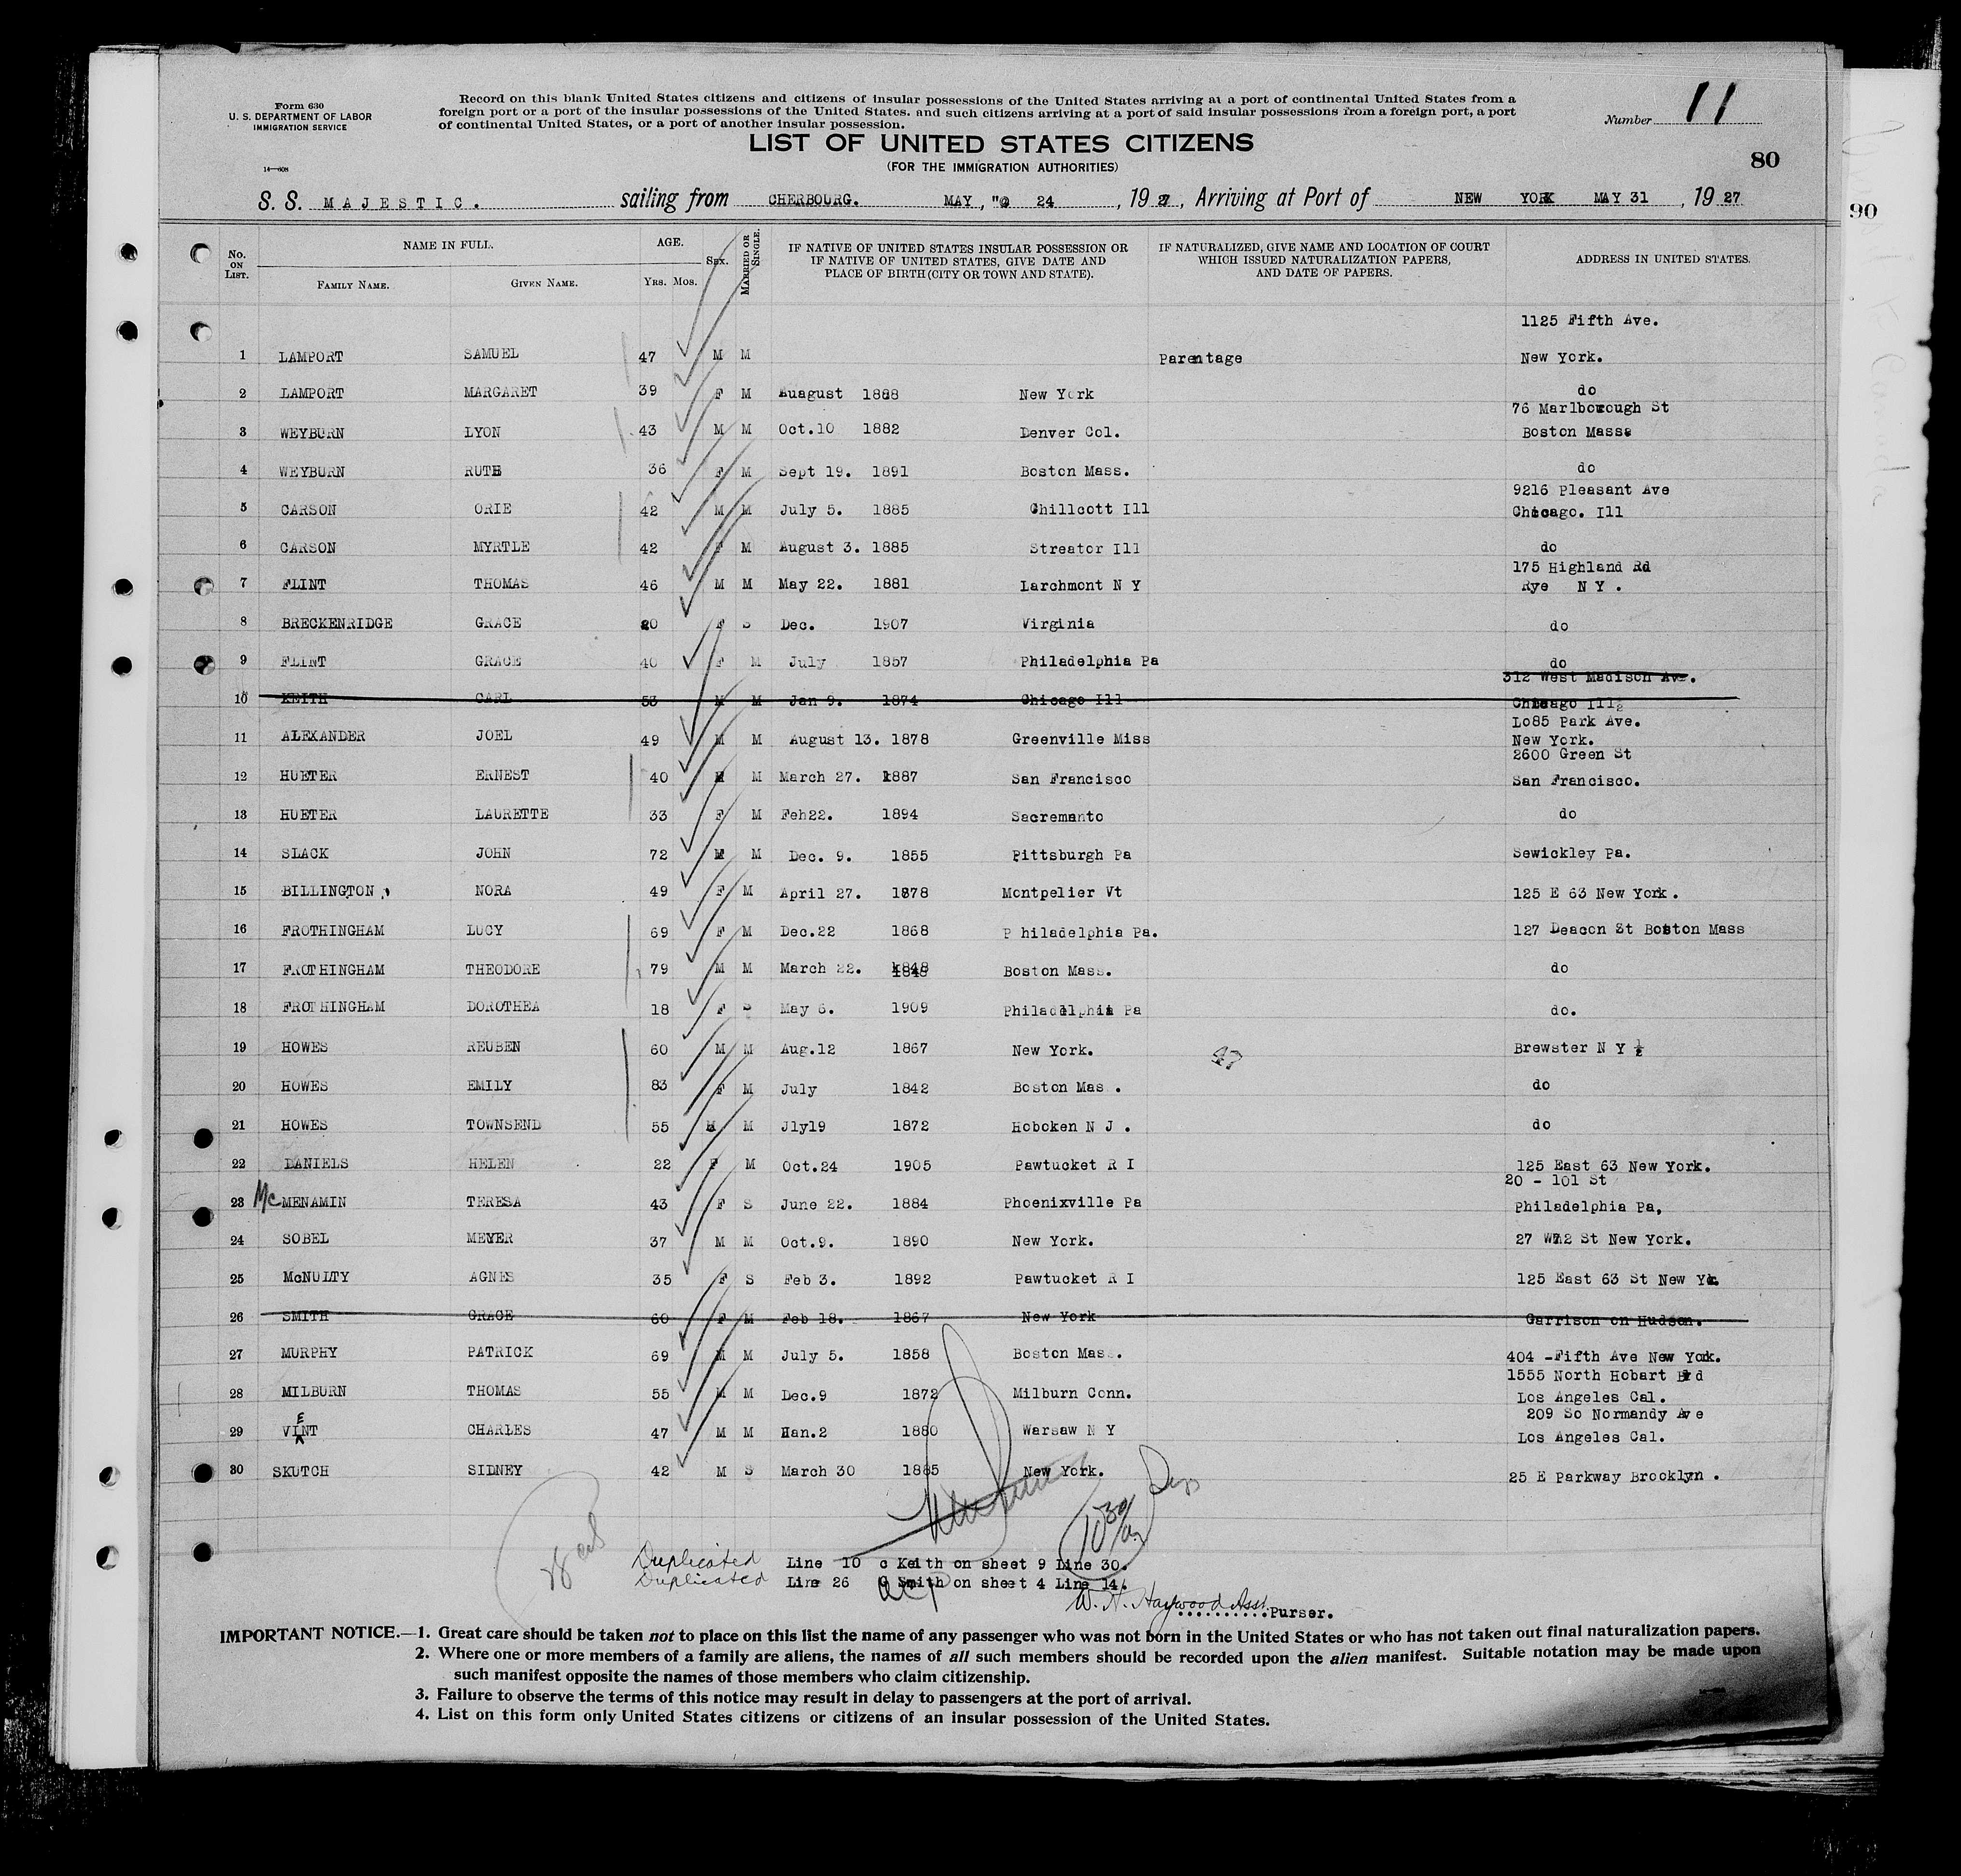 Form 630
U. S. DEPARTMENT OF LABOR
IMMIGRATION SERVICE
14—608
Record on this blank United States citizens and citizens of insular possessions of the United States arriving at a port of continental United States from a
foreign port or a port of the insular possessions of the United States, and such citizens arriving at a port of said insular possessions from a foreign port, a port
of continental United States, or a port of another insular possession.
Number 11
LIST OF UNITED STATES CITIZENS
(FOR THE IMMIGRATION AUTHORITIES)
80
90
S. S. MAJESTIC. sailing from CHERBOURG. MAY, 24, 1927, Arriving at Port of NEW YORK MAY 31, 1927
No. ON LIST. NAME IN FULL. FAMILY NAME. GIVEN NAME. AGE. YRS. MOS. SEX. MARRIED OR SINGLE. IF NATIVE OF UNITED STATES INSULAR POSSESSION OR IF NATIVE OF UNITED STATES, GIVE DATE AND PLACE OF BIRTH (CITY OR TOWN AND STATE). IF NATURALIZED, GIVE NAME AND LOCATION OF COURT WHICH ISSUED NATURALIZATION PAPERS, AND DATE OF PAPERS. ADDRESS IN UNITED STATES.
1125 Fifth Ave.
1 LAMPORT SAMUEL 47 M M Parentage New York.
2 LAMPORT MARGARET 39 F M Auagust 1888 New York do
76 Marlborough St
3 WEYBURN LYON 43 M M Oct.10 1882 Denver Col. Boston Mass.
4 WEYBURN RUTH 36 F M Sept 19. 1891 Boston Mass. do
9216 Pleasant Ave
5 CARSON ORIE 42 M M July 5. 1885 Chillcott Ill Chicago. Ill
6 CARSON MYRTLE 42 F M August 3. 1885 Streator Ill do
175 Highland Rd
7 FLINT THOMAS 46 M M May 22. 1881 Larchmont N Y Rye N Y .
8 BRECKENRIDGE GRACE 20 F S Dec. 1907 Virginia do
9 FLINT GRACE 40 F M July 1857 Philadelphia Pa do
312 West Madison Ave.
10 KEITH CARL 53 M M Jan 9. 1874 Chicago Ill Chicago Ill
Lo85 Park Ave.
11 ALEXANDER JOEL 49 M M August 13. 1878 Greenville Miss New York.
2600 Green St
12 HUETER ERNEST 40 M M March 27. 1887 San Francisco San Francisco.
13 HUETER LAURETTE 33 F M Feh22. 1894 Sacremanto do
14 SLACK JOHN 72 M M Dec. 9. 1855 Pittsburgh Pa Sewickley Pa.
15 BILLINGTON, NORA 49 F M April 27. 1878 Montpelier Vt 125 E 63 New York.
16 FROTHINGHAM LUCY 69 F M Dec.22 1868 P hiladelphia Pa. 127 Deacon St Boston Mass
17 FROTHINGHAM THEODORE 79 M M March 22. 1848 Boston Mass. do
18 FROTHINGHAM DOROTHEA 18 F S May 6. 1909 Philadelphia Pa do.
19 HOWES REUBEN 60 M M Aug.12 1867 New York. 47 Brewster N Y
20 HOWES EMILY 83 F M July 1842 Boston Mas . do
21 HOWES TOWNSEND 55 M M Jly19 1872 Hoboken N J . do
22 DANIELS HELEN 22 F M Oct.24 1905 Pawtucket R I 125 East 63 New York.
20 - 101 St
23 Mc MENAMIN TERESA 43 F S June 22. 1884 Phoenixville Pa Philadelphia Pa,
24 SOBEL MEYER 37 M M Oct.9. 1890 New York. 27 W72 St New York.
25 McNULTY AGNES 35 F S Feb 3. 1892 Pawtucket R I 125 East 63 St New Yk.
26 SMITH GRACE 60 F M Feb 18. 1867 New York Garrison on Hudson.
27 MURPHY PATRICK 69 M M July 5. 1858 Boston Mass. 404 -Fifth Ave New York.
1555 North Hobart Bvd
28 MILBURN THOMAS 55 M M Dec.9 1872 Milburn Conn. Los Angeles Cal.
E 209 So Normandy Ave
29 VINT CHARLES 47 M M Han.2 1880 Warsaw N Y Los Angeles Cal.
30 SKUTCH SIDNEY 42 M S March 30 1885 New York. 25 E Parkway Brooklyn .
Duplicated Line 10 c Keith on sheet 9 Line 30.
Duplicated Line 26 G Smith on sheet 4 Line 14.
W. H. Haywood Asst. Purser.
IMPORTANT NOTICE.—1. Great care should be taken not to place on this list the name of any passenger who was not born in the United States or who has not taken out final naturalization papers.
2. Where one or more members of a family are aliens, the names of all such members should be recorded upon the alien manifest. Suitable notation may be made upon
such manifest opposite the names of those members who claim citizenship.
3. Failure to observe the terms of this notice may result in delay to passengers at the port of arrival.
4. List on this form only United States citizens or citizens of an insular possession of the United States.